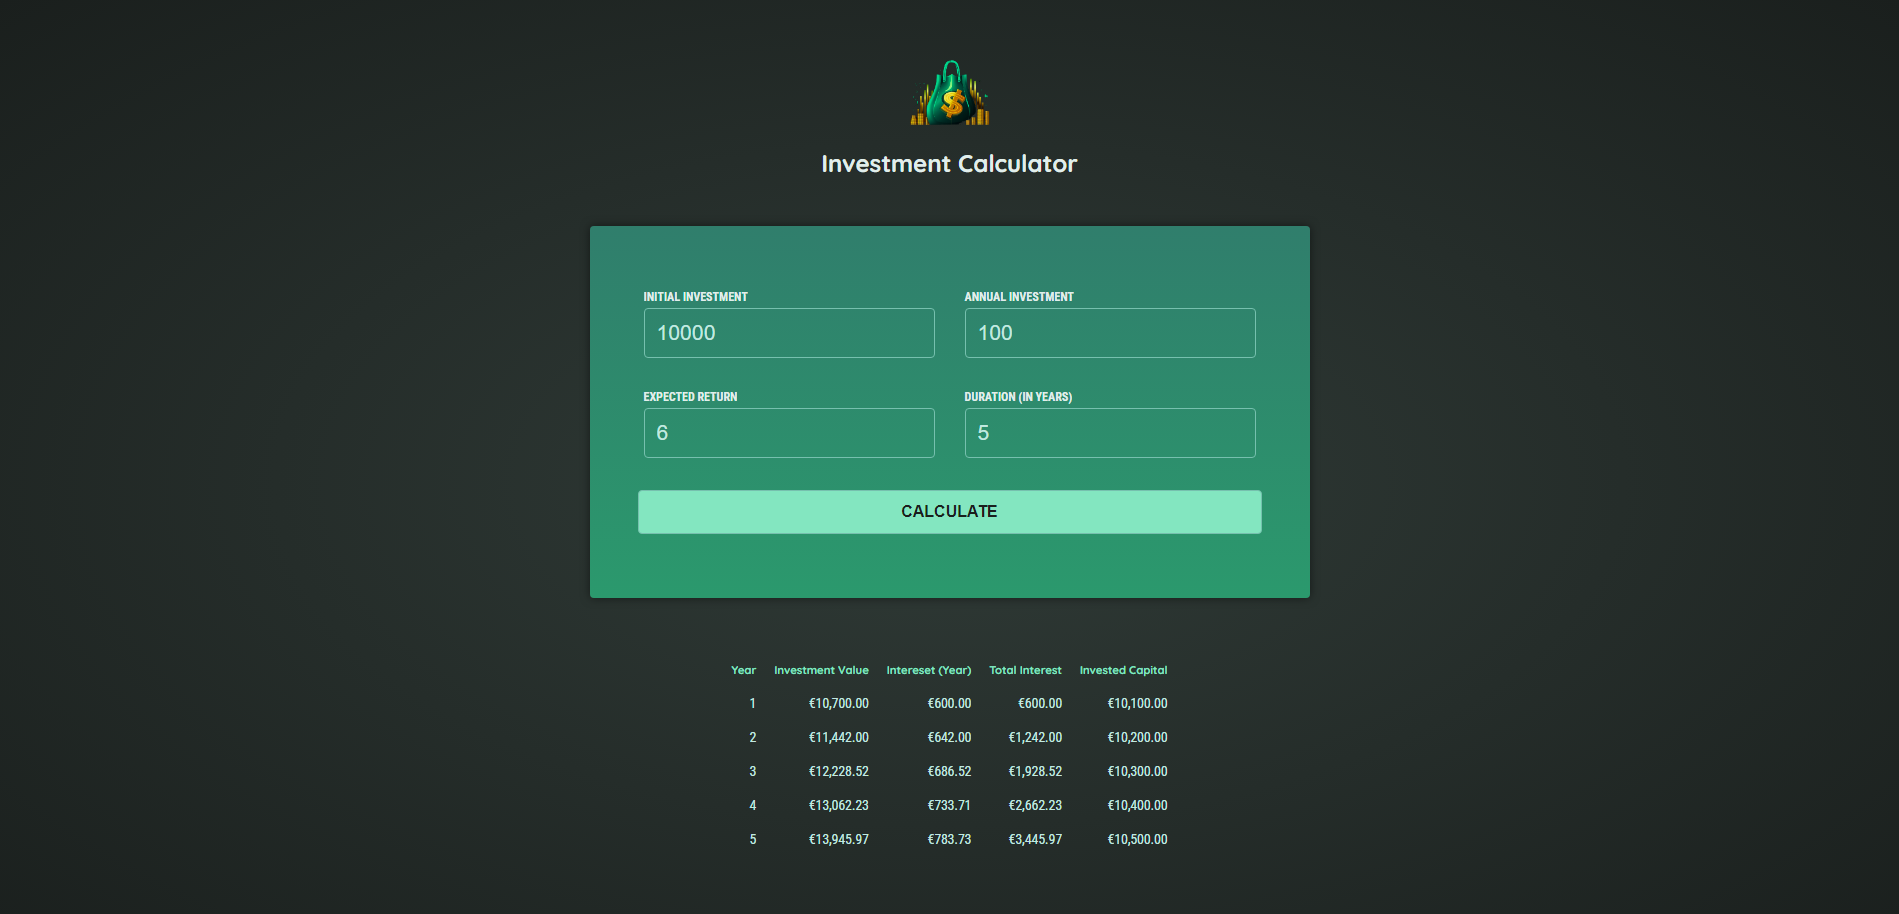 $
Investment Calculator
INITIAL INVESTMENT ANNUAL INVESTMENT
10000 100
EXPECTED RETURN DURATION (IN YEARS)
6 5
CALCULATE
Year Investment Value Intereset (Year) Total Interest Invested Capital
1 €10,700.00 €600.00 €600.00 €10,100.00
2 €11,442.00 €642.00 €1,242.00 €10,200.00
3 €12,228.52 €686.52 €1,928.52 €10,300.00
4 €13,062.23 €733.71 €2,662.23 €10,400.00
5 €13,945.97 €783.73 €3,445.97 €10,500.00